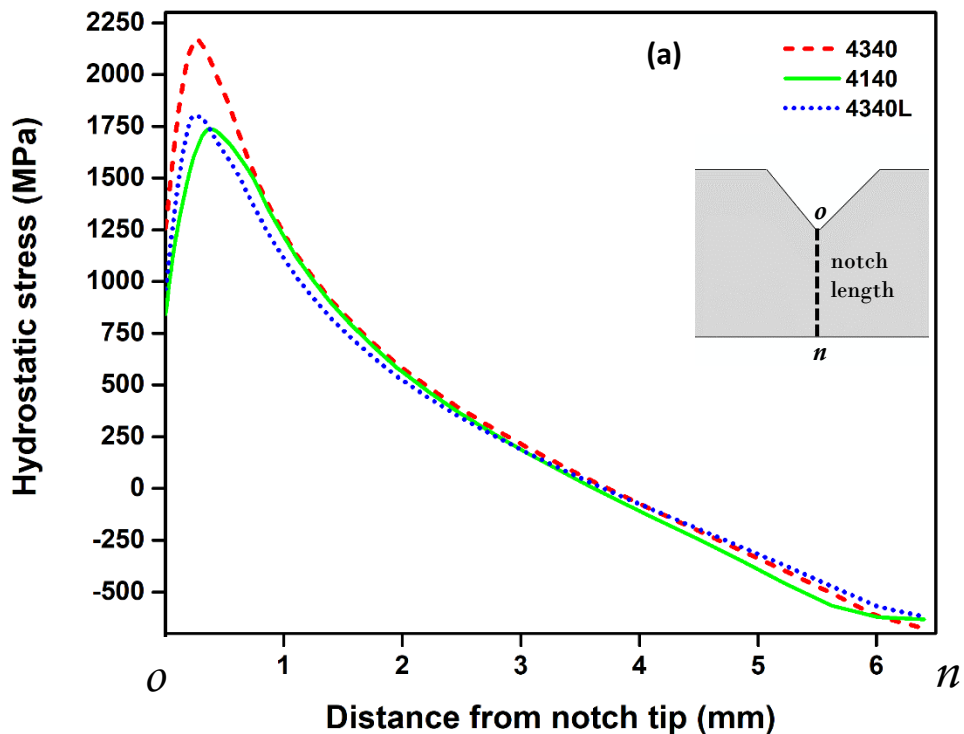 2250
2000
1750
1500
1250
1000
750
500
250
0
-250
-500
Hydrostatic stress (MPa)
(a)
4340
4140
4340L
o
notch
length
n
o
1
2
3
4
5
6
n
Distance from notch tip (mm)